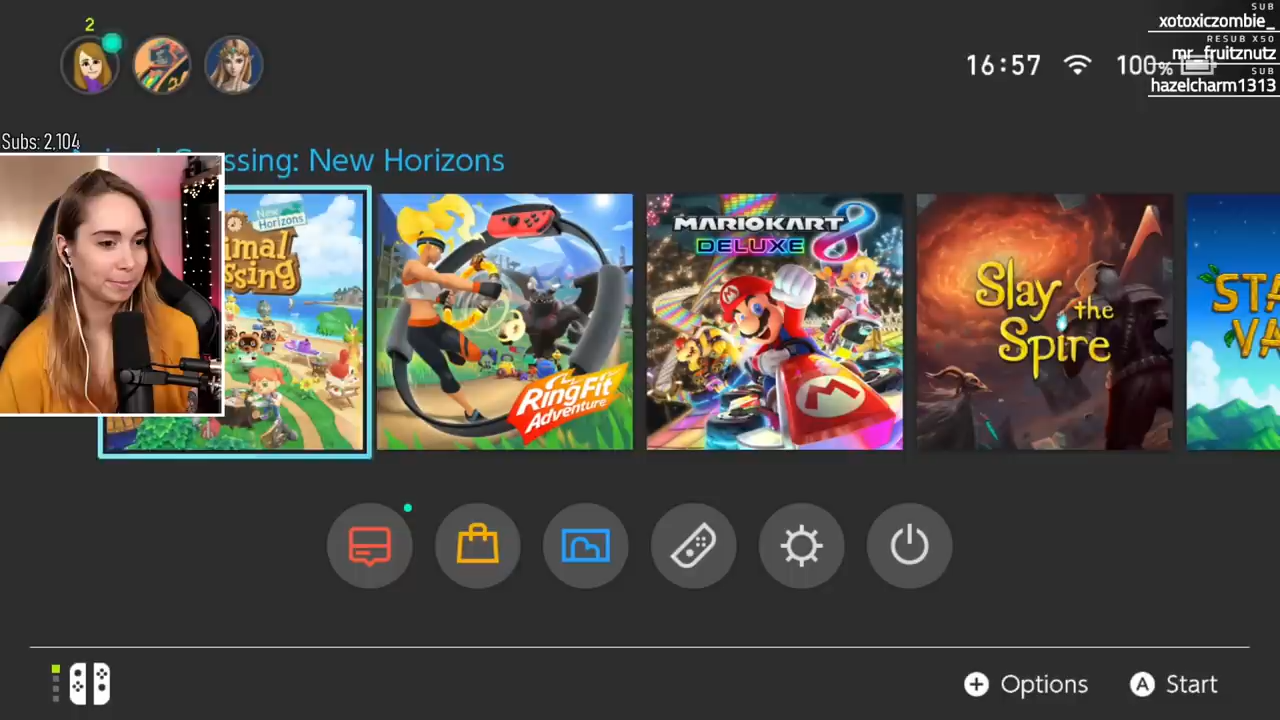 2
16:57
100%
SUB
xotoxiczombie_
RESUB X50
mr_fruitznutz
SUB
hazelcharm1313
Subs: 2,104
ssing: New Horizons
New
Horizons
imal
ssing
RingFit
Adventure
MARIOKART 8
DELUXE
M
Slay
the
Spire
STA
VA
Options
A
Start